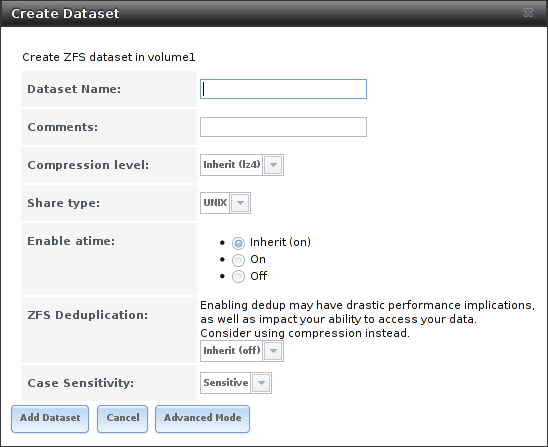 Create Dataset
Create ZFS dataset in volume1
Dataset Name:
Comments:
Compression level: Inherit (lz4)
Share type: UNIX
Enable atime: Inherit (on)
On
Off
Enabling dedup may have drastic performance implications,
ZFS Deduplication: as well as impact your ability to access your data.
Consider using compression instead.
Inherit (off)
Case Sensitivity: Sensitive
Add Dataset Cancel Advanced Mode